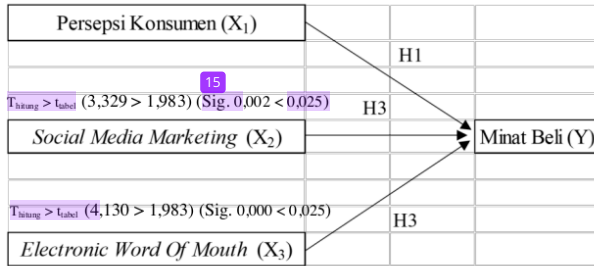 Persepsi Konsumen (X₁)
H1
15
Thitung > ttabel (3,329 > 1,983) (Sig. 0,002 < 0,025)
H3
Social Media Marketing (X₂)
Minat Beli (Y)
Thitung > ttabel (4,130 > 1,983) (Sig. 0,000 < 0,025)
H3
Electronic Word Of Mouth (X₃)